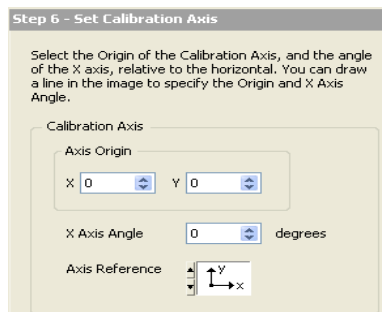 Step 6 - Set Calibration Axis
Select the Origin of the Calibration Axis, and the angle
of the X axis, relative to the horizontal. You can draw
a line in the image to specify the Origin and X Axis
Angle.
Calibration Axis
Axis Origin
X 0 Y 0
X Axis Angle 0 degrees
Axis Reference Y
X